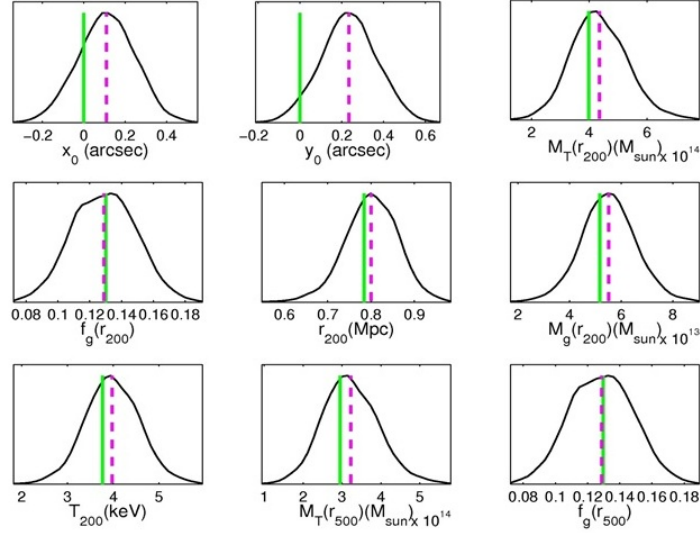 −0.2 0 0.2 0.4
x0 (arcsec)
−0.2 0 0.2 0.4 0.6
y0 (arcsec)
2 4 6
MT(r200)(Msun) x 10^14
0.08 0.1 0.12 0.14 0.16 0.18
fg(r200)
0.6 0.7 0.8 0.9
r200(Mpc)
2 4 6 8
Mg(r200)(Msun) x 10^13
2 3 4 5
T200(keV)
1 2 3 4 5
MT(r500)(Msun) x 10^14
0.08 0.1 0.12 0.14 0.16 0.18
fg(r500)